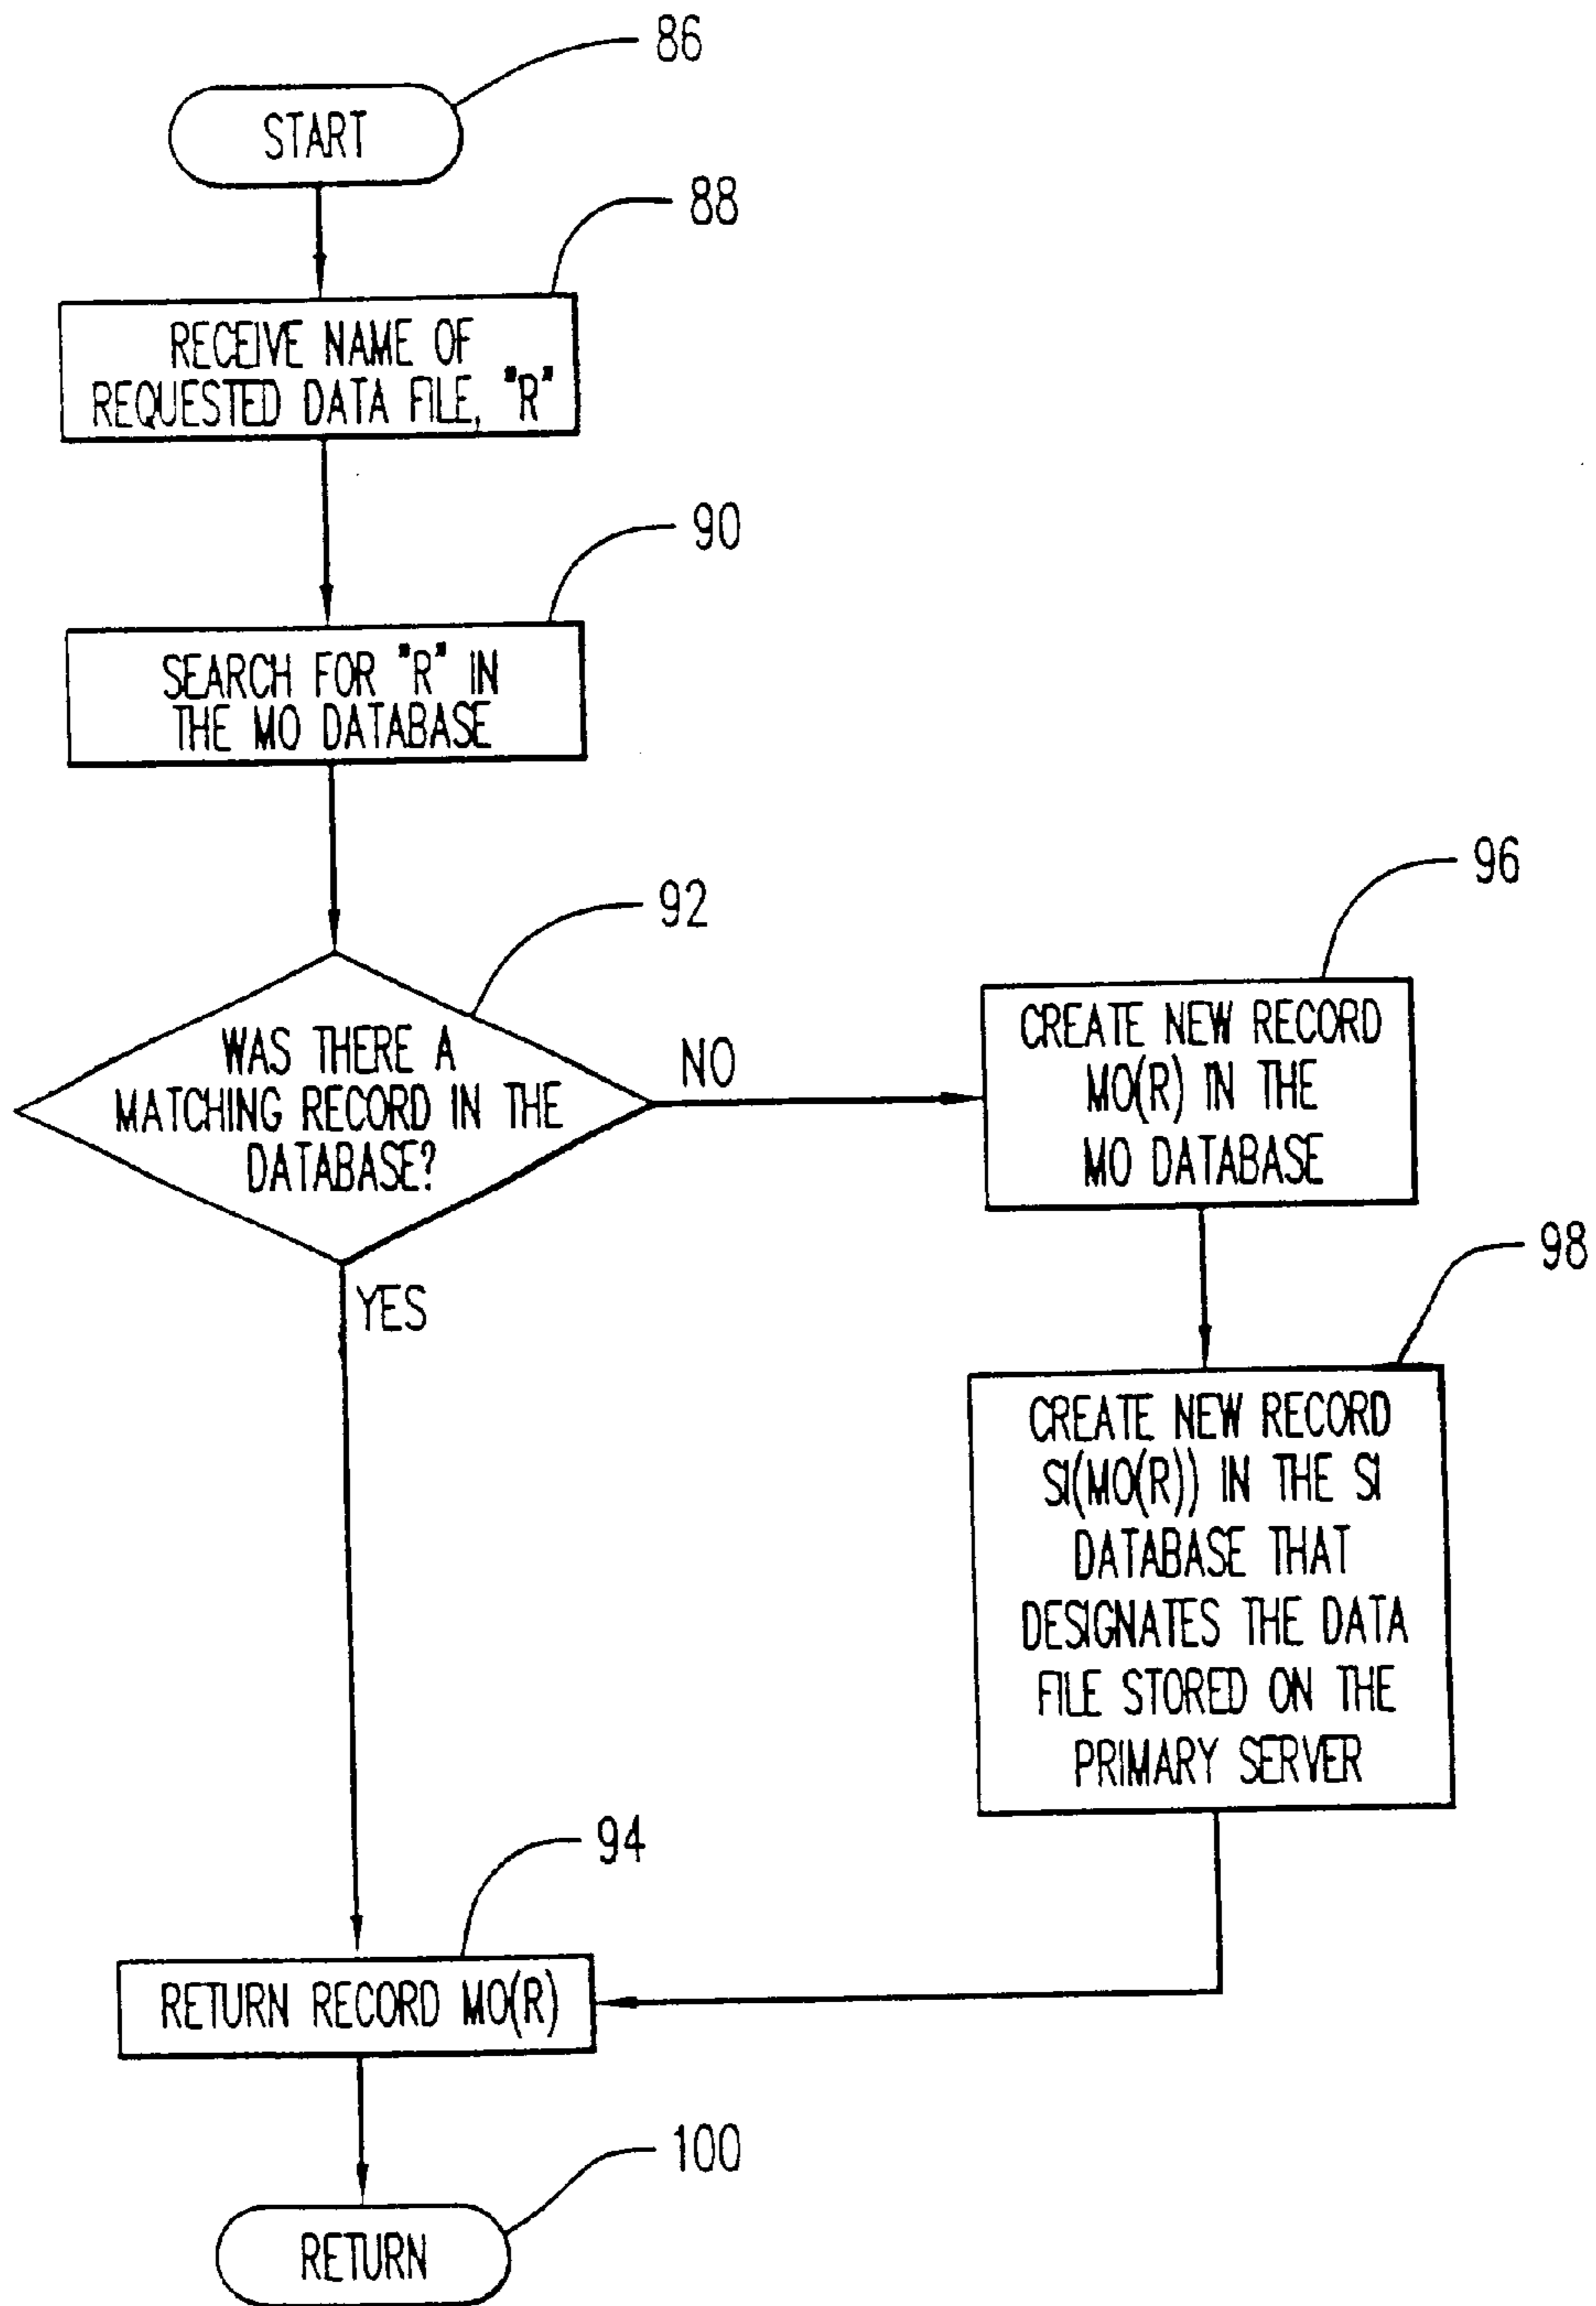 86
START
88
RECEIVE NAME OF
REQUESTED DATA FILE, "R"
90
SEARCH FOR "R" IN
THE MO DATABASE
92
WAS THERE A
MATCHING RECORD IN THE
DATABASE?
NO
YES
96
CREATE NEW RECORD
MO(R) IN THE
MO DATABASE
98
CREATE NEW RECORD
SI(MO(R)) IN THE SI
DATABASE THAT
DESIGNATES THE DATA
FILE STORED ON THE
PRIMARY SERVER
94
RETURN RECORD MO(R)
100
RETURN